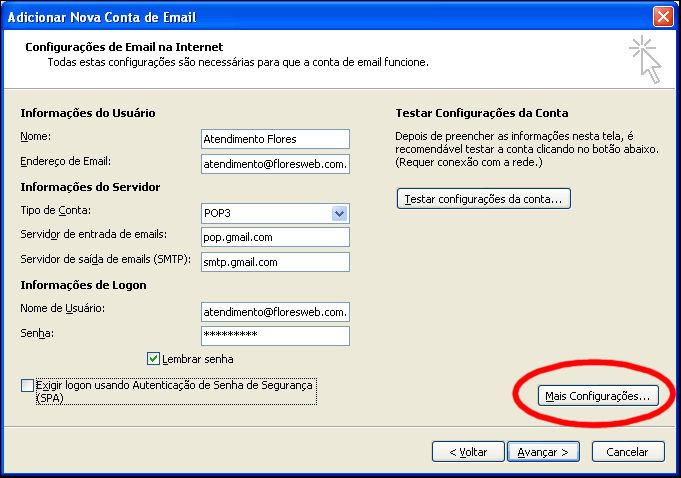 Adicionar Nova Conta de Email
Configurações de Email na Internet
Todas estas configurações são necessárias para que a conta de email funcione.
Informações do Usuário
Nome:
Atendimento Flores
Endereço de Email:
atendimento@floresweb.com.
Informações do Servidor
Tipo de Conta:
POP3
Servidor de entrada de emails:
pop.gmail.com
Servidor de saída de emails (SMTP):
smtp.gmail.com
Informações de Logon
Nome de Usuário:
atendimento@floresweb.com.
Senha:
*********
Lembrar senha
Exigir logon usando Autenticação de Senha de Segurança
(SPA)
Testar Configurações da Conta
Depois de preencher as informações nesta tela, é
recomendável testar a conta clicando no botão abaixo.
(Requer conexão com a rede.)
Testar configurações da conta...
Mais Configurações...
< Voltar
Avançar >
Cancelar